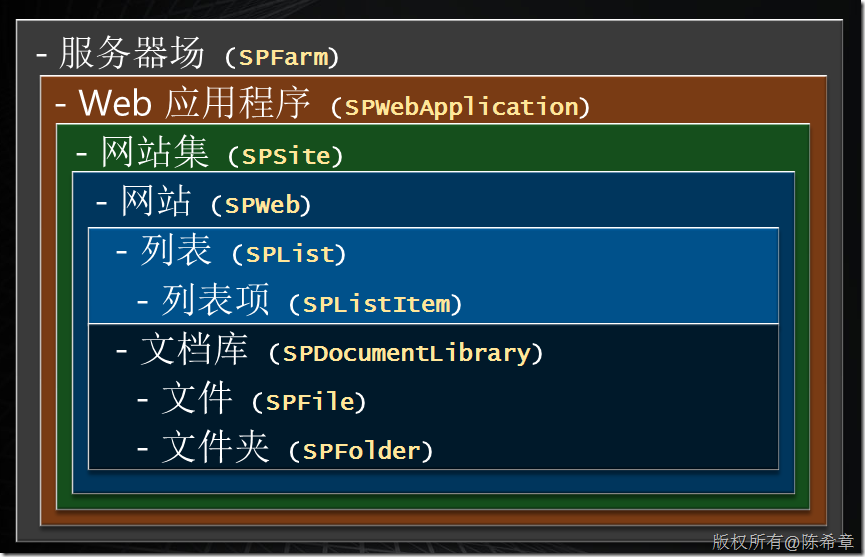 - 服务器场 (SPFarm)
- Web 应用程序 (SPWebApplication)
- 网站集 (SPSite)
- 网站 (SPWeb)
- 列表 (SPList)
- 列表项 (SPListItem)
- 文档库 (SPDocumentLibrary)
- 文件 (SPFile)
- 文件夹 (SPFolder)
版权所有@陈希章